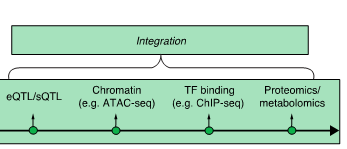 Integration
eQTL/sQTL
Chromatin
(e.g. ATAC-seq)
TF binding
(e.g. ChIP-seq)
Proteomics/
metabolomics